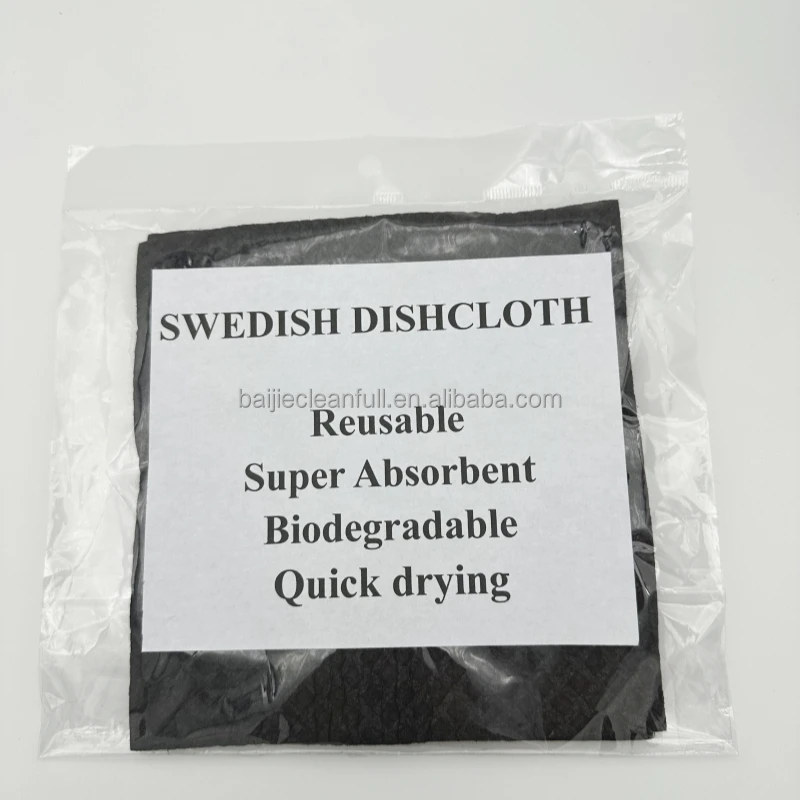 SWEDISH DISHCLOTH
baijiecleanfull.en.alibaba.com
Reusable
Super Absorbent
Biodegradable
Quick drying